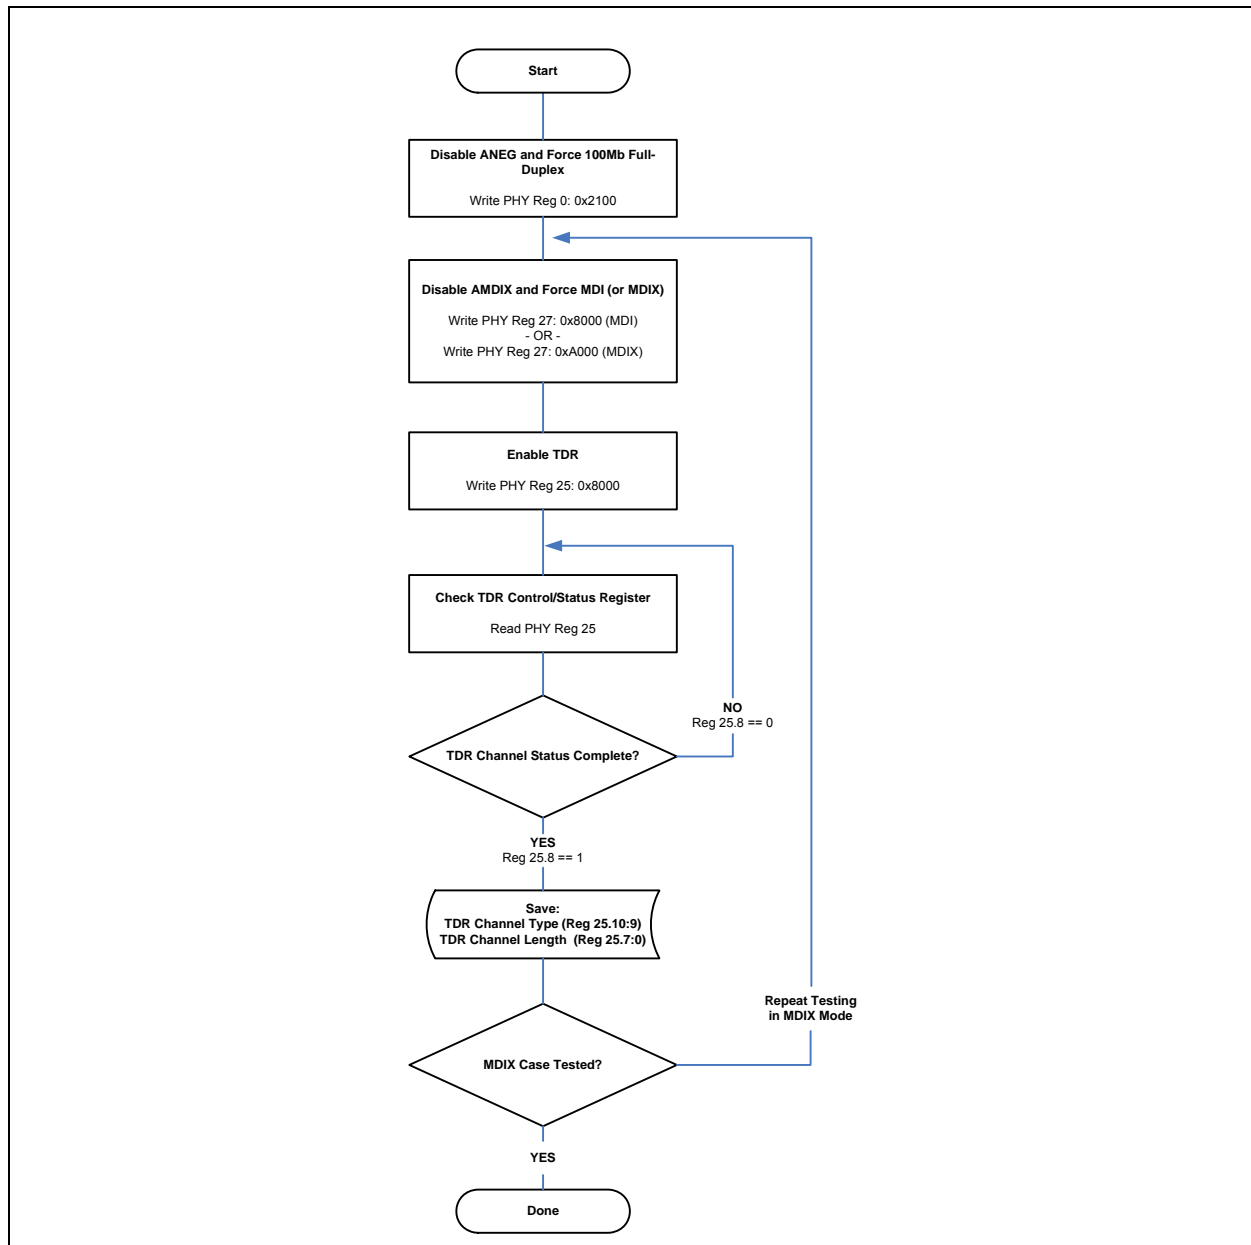 Start
Disable ANEG and Force 100Mb Full-
Duplex
Write PHY Reg 0: 0x2100
Disable AMDIX and Force MDI (or MDIX)
Write PHY Reg 27: 0x8000 (MDI)
- OR -
Write PHY Reg 27: 0xA000 (MDIX)
Enable TDR
Write PHY Reg 25: 0x8000
Check TDR Control/Status Register
Read PHY Reg 25
NO
Reg 25.8 == 0
TDR Channel Status Complete?
YES
Reg 25.8 == 1
Save:
TDR Channel Type (Reg 25.10:9)
TDR Channel Length (Reg 25.7:0)
Repeat Testing
in MDIX Mode
MDIX Case Tested?
YES
Done